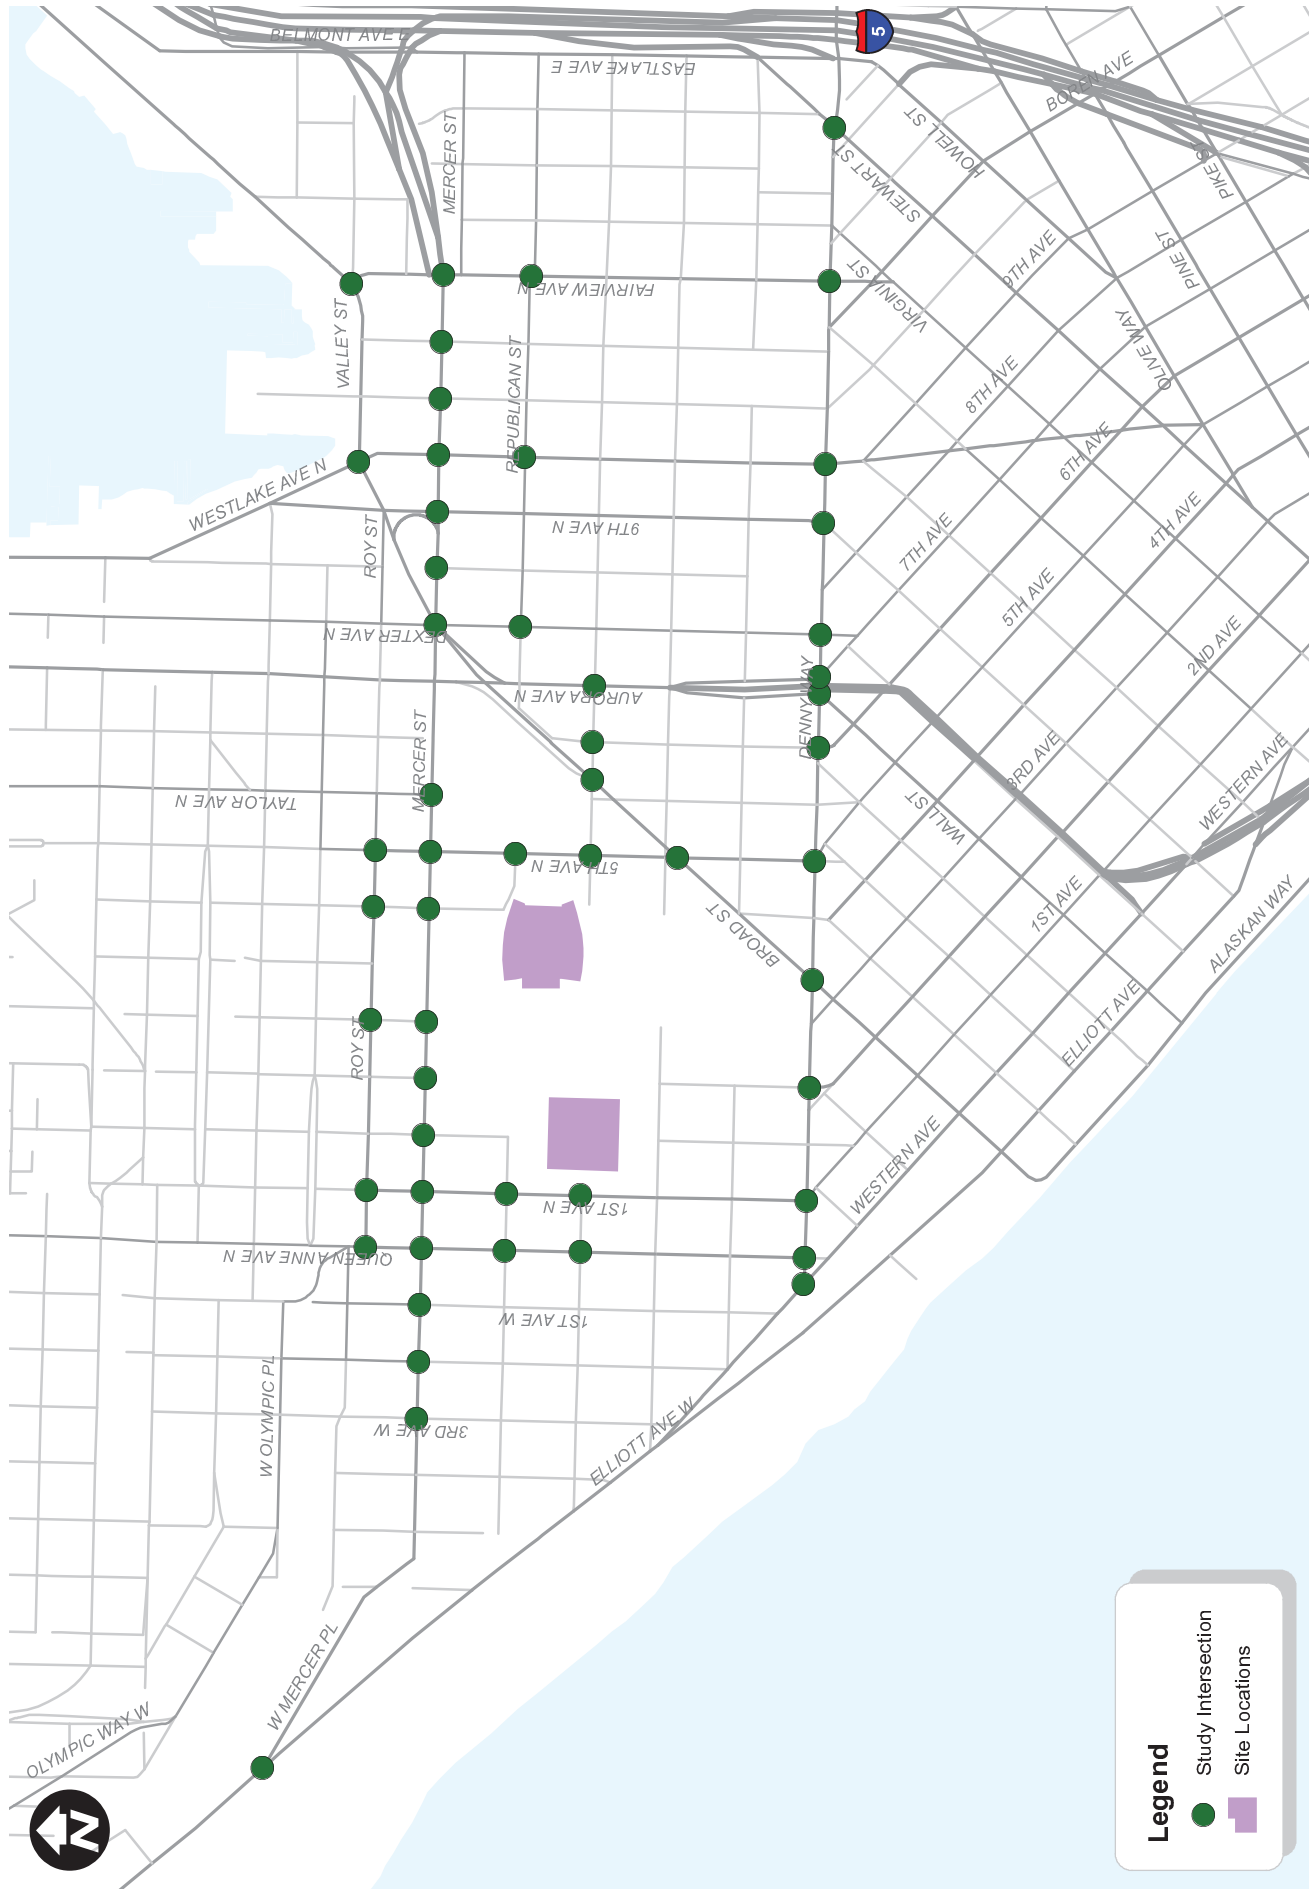 BELMONT AVE E
5
EASTLAKE AVE E
BOREN AVE
MERCER ST
HOWELL ST
STEWART ST
PIKE ST
FAIRVIEW AVE N
VIRGINIA ST
9TH AVE
PINE ST
VALLEY ST
REPUBLICAN ST
8TH AVE
OLIVE WAY
WESTLAKE AVE N
6TH AVE
ROY ST
9TH AVE N
7TH AVE
4TH AVE
DEXTER AVE N
5TH AVE
2ND AVE
AURORA AVE N
DENNY WAY
MERCER ST
3RD AVE
WESTERN AVE
TAYLOR AVE N
WALL ST
5TH AVE N
BROAD ST
1ST AVE
ALASKAN WAY
ROY ST
ELLIOTT AVE
1ST AVE N
WESTERN AVE
QUEEN ANNE AVE N
1ST AVE W
W OLYMPIC PL
3RD AVE W
ELLIOTT AVE W
W MERCER PL
OLYMPIC WAY W
N
Legend
Study Intersection
Site Locations